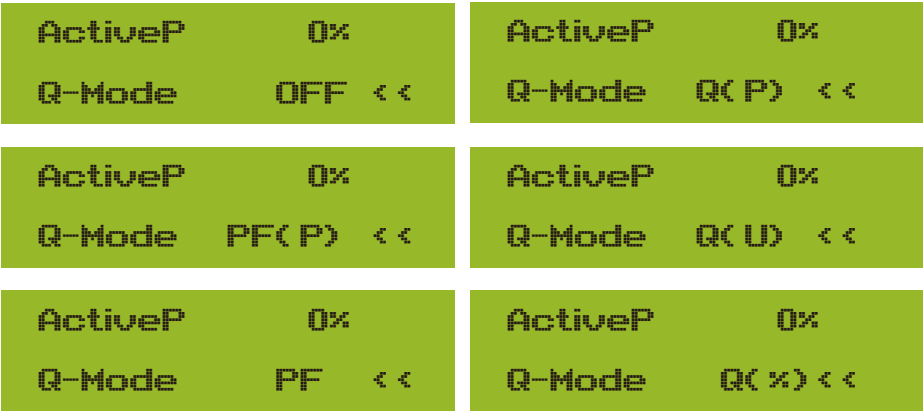 ActiveP 0%
Q-Mode OFF <<
ActiveP 0%
Q-Mode Q(P) <<
ActiveP 0%
Q-Mode PF(P) <<
ActiveP 0%
Q-Mode Q(U) <<
ActiveP 0%
Q-Mode PF <<
ActiveP 0%
Q-Mode Q(%)<<